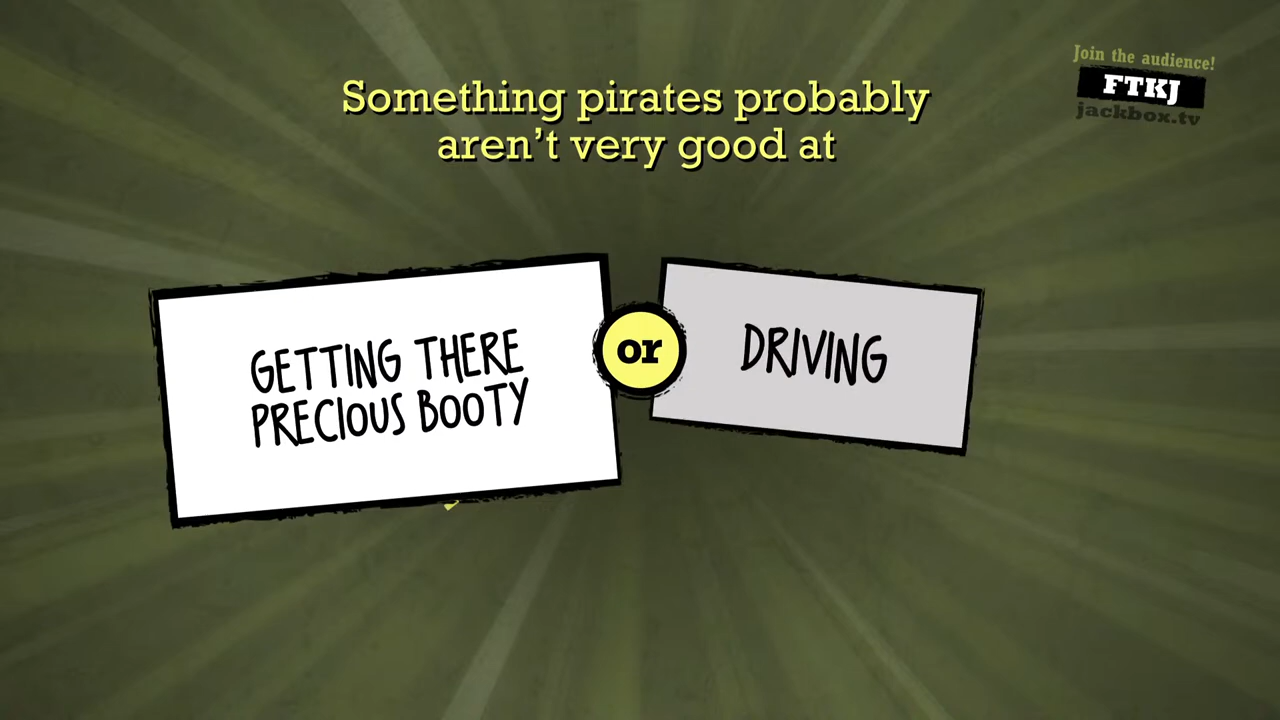 Join the audience!
FTKJ
jackbox.tv
Something pirates probably
aren't very good at
GETTING THERE
PRECIOUS BOOTY
or
DRIVING